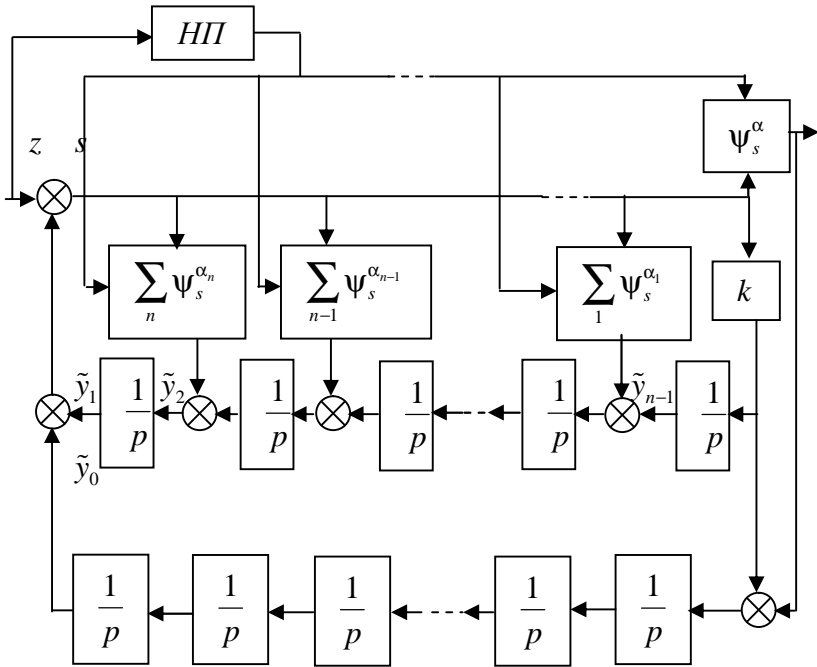 НП
ψ_s^α
z s
∑_n ψ_s^{α_n}
∑_{n−1} ψ_s^{α_{n−1}}
∑_1 ψ_s^{α_1}
k
ỹ_1
1/p
ỹ_2
1/p
1/p
1/p
ỹ_{n−1}
1/p
ỹ_0
1/p
1/p
1/p
1/p
1/p